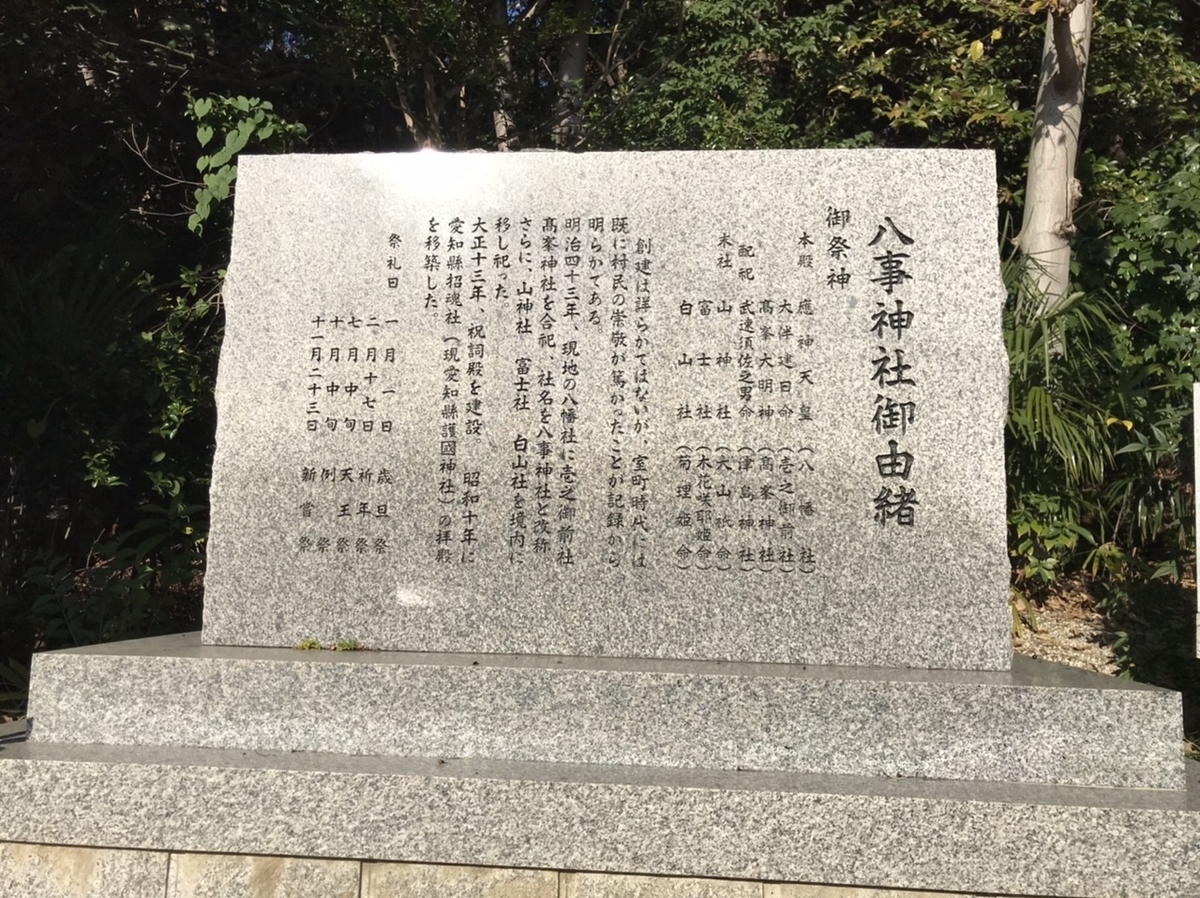 八事神社御由緒
御祭神
本殿 應神天皇（八幡社）
大伴建日命（壱之御前社）
髙峯大明神（髙峯神社）
配祀 武速須佐之男命（津島神社）
末社 山神社（大山祇命）
富士社（木花咲耶姫命）
白山社（菊理姫命）
創建は詳らかではないが、室町時代には
既に村民の崇敬が篤かったことが記録から
明らかである。
明治四十三年、現地の八幡社に壱之御前社
髙峯神社を合祀、社名を八事神社と改称
さらに、山神社 富士社 白山社を境内に
移し祀った。
大正十三年、祝詞殿を建設 昭和十年に
愛知縣招魂社（現愛知縣護國神社）の拝殿
を移築した。
祭礼日 一月一日 歳旦祭
二月十七日 祈年祭
七月中旬 天王祭
十月中旬 例祭
十一月二十三日 新嘗祭